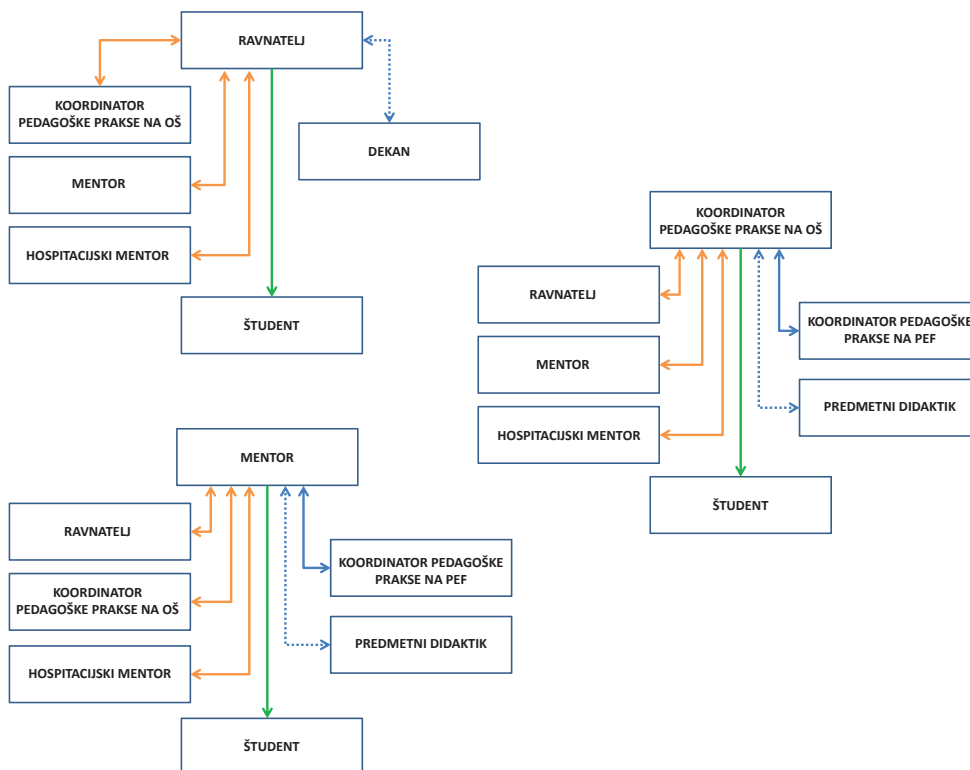 RAVNATELJ
KOORDINATOR
PEDAGOŠKE PRAKSE NA OŠ
DEKAN
MENTOR
HOSPITACIJSKI MENTOR
ŠTUDENT
KOORDINATOR
PEDAGOŠKE PRAKSE NA OŠ
RAVNATELJ
KOORDINATOR PEDAGOŠKE
PRAKSE NA PEF
MENTOR
PREDMETNI DIDAKTIK
HOSPITACIJSKI MENTOR
ŠTUDENT
MENTOR
RAVNATELJ
KOORDINATOR PEDAGOŠKE
PRAKSE NA PEF
KOORDINATOR
PEDAGOŠKE PRAKSE NA OŠ
PREDMETNI DIDAKTIK
HOSPITACIJSKI MENTOR
ŠTUDENT